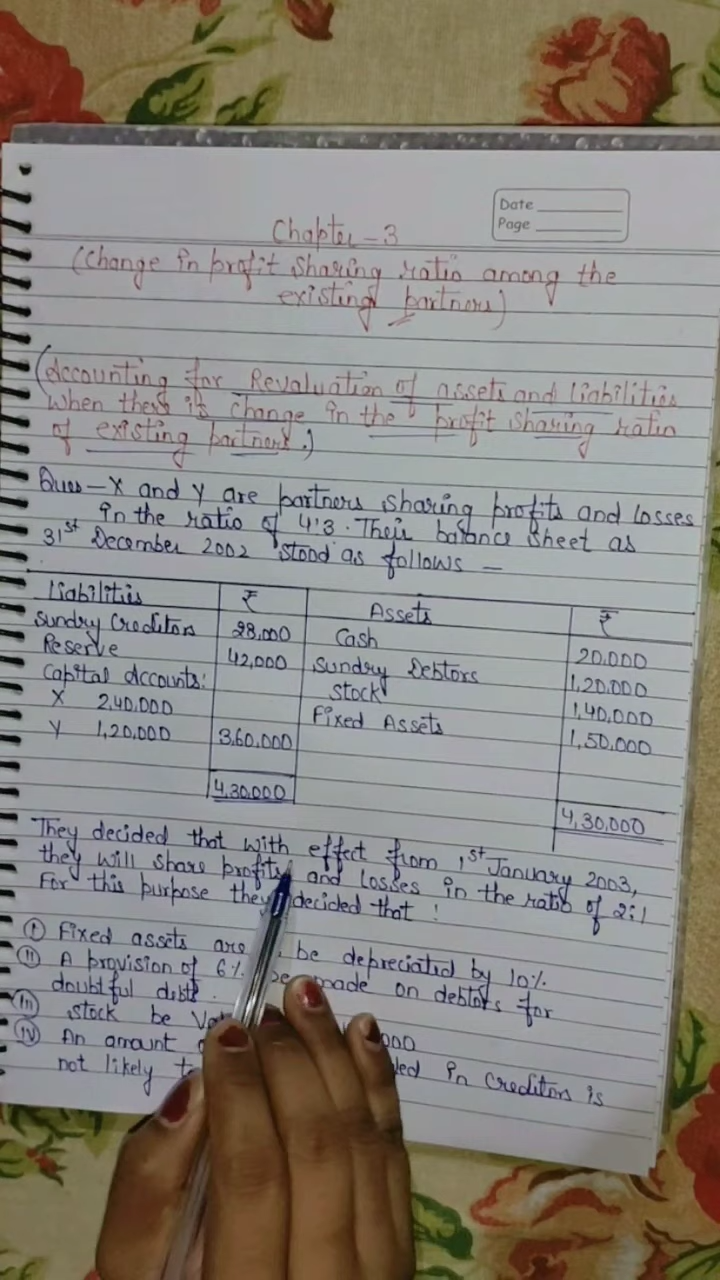 Date
Page
Chapter-3
(Change in profit sharing ratio among the
existing partners)
(Accounting for Revaluation of assets and liabilities
when there is change in the profit sharing ratio
of existing partners.)
Ques-X and Y are partners sharing profits and losses
in the ratio of 4:3. Their balance sheet as
31st December 2002 stood as follows —
Liabilities ₹ Assets ₹
Sundry Creditors 28,000 Cash 20,000
Reserve 42,000 Sundry Debtors 1,20,000
Capital Accounts: Stock 1,40,000
X 2,40,000 Fixed Assets 1,50,000
Y 1,20,000 3,60,000
4,30,000 4,30,000
They decided that with effect from 1st January 2003,
they will share profits and losses in the ratio of 2:1
For this purpose they decided that :
(i) Fixed assets are be depreciated by 10%.
(ii) A provision of 6% be made on debtors for
doubtful debts.
(iii) Stock be 000
(iv) An amount in creditors is
not likely